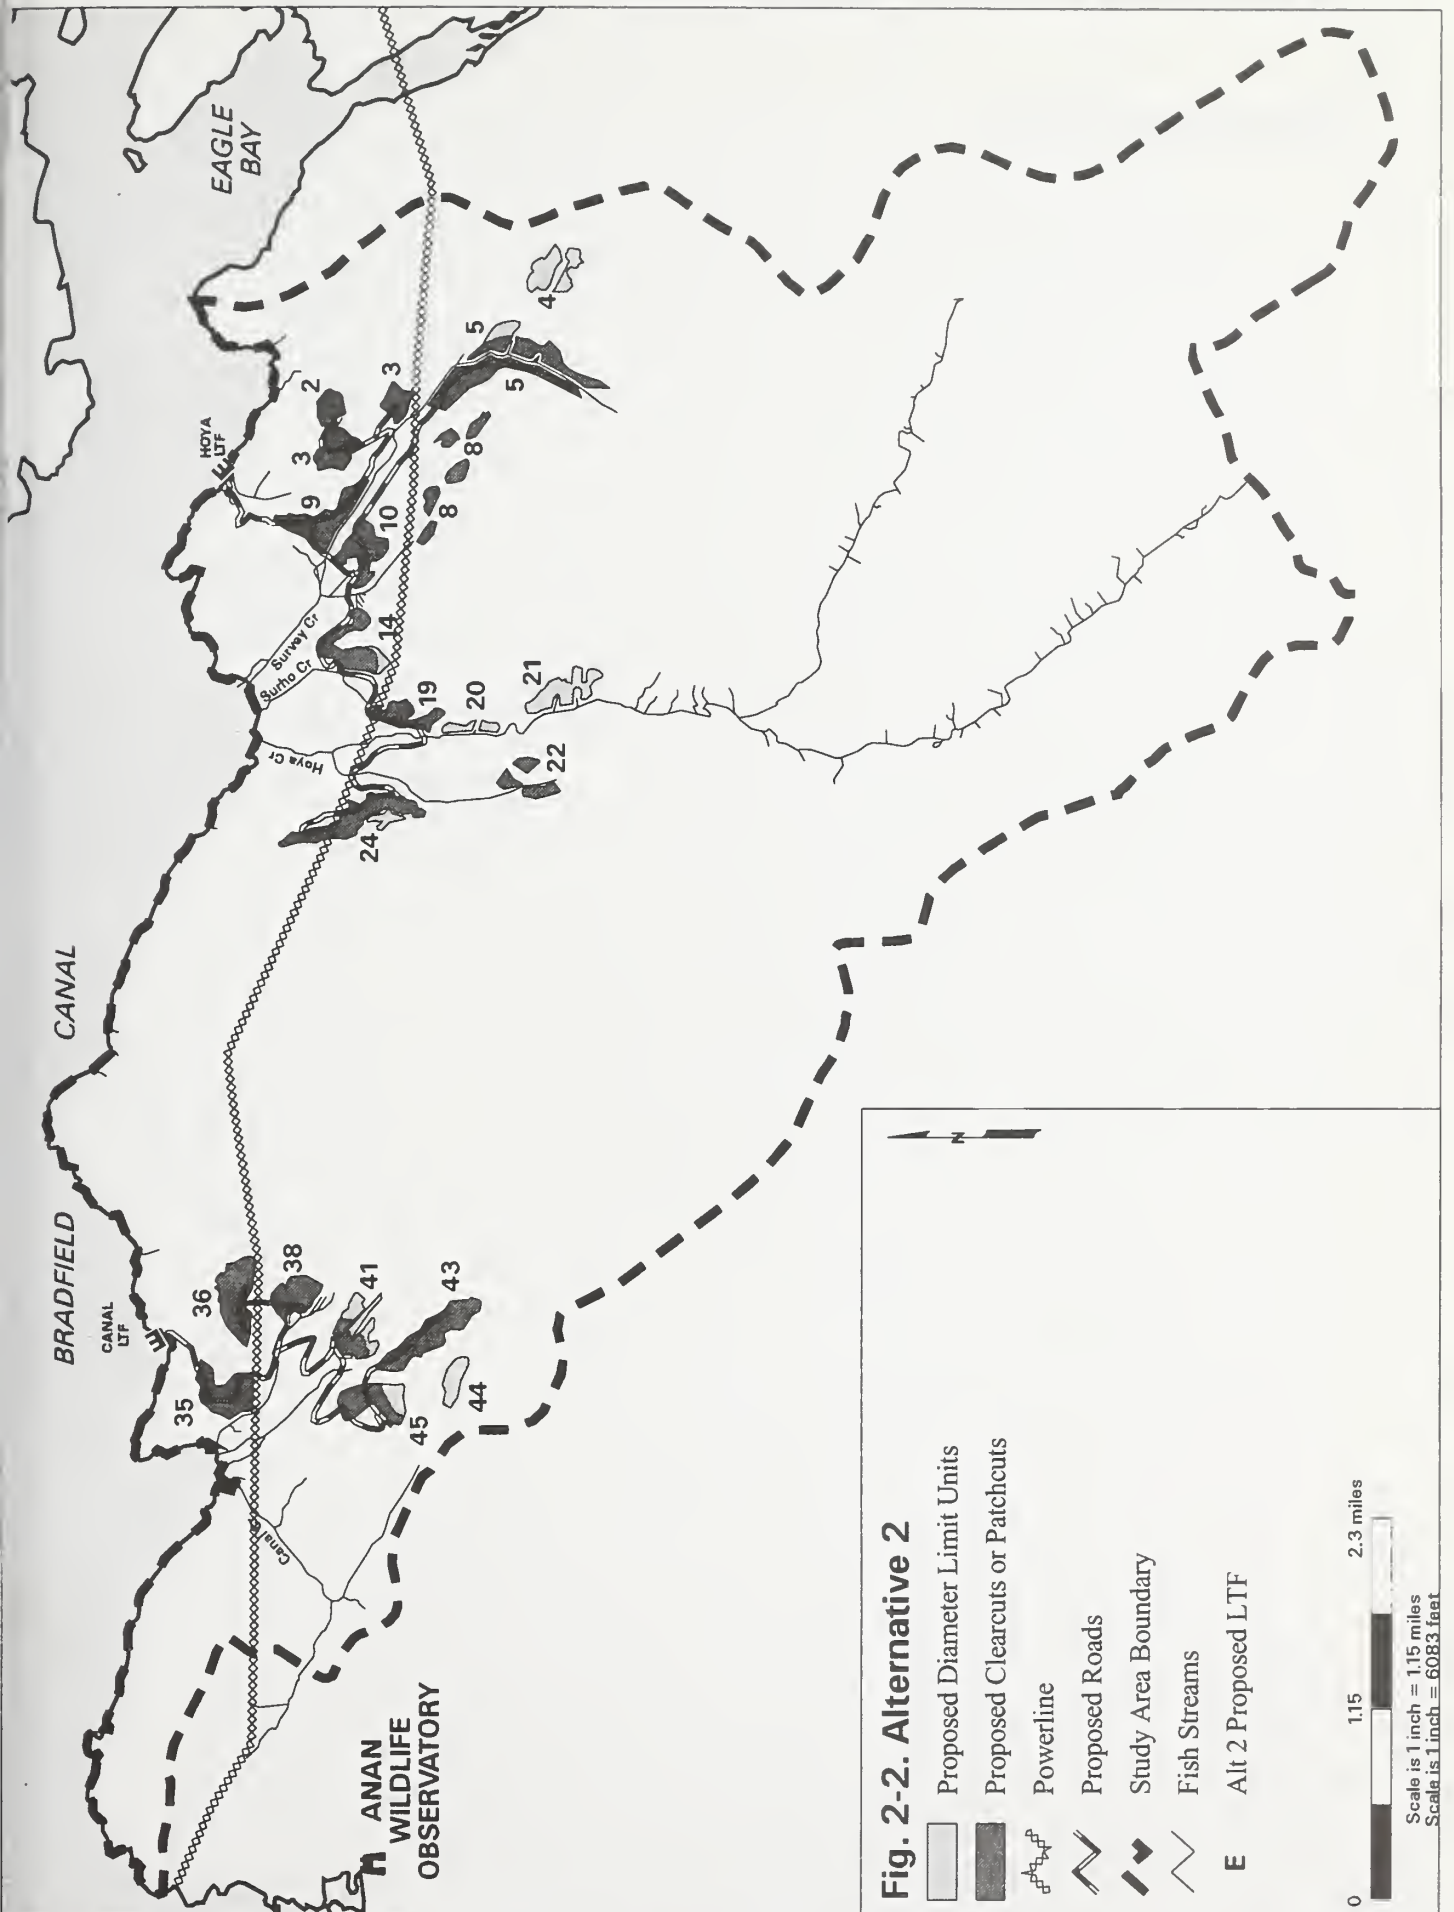 BRADFIELD
CANAL
EAGLE
BAY
CANAL
LTF
HOYA
LTF
ANAN
WILDLIFE
OBSERVATORY
Canal
35
36
38
41
43
44
45
Hoya Cr
Surho Cr
Survey Cr
24
22
19
20
21
14
10
9
8
8
3
2
3
5
5
4
N
Fig. 2-2. Alternative 2
Proposed Diameter Limit Units
Proposed Clearcuts or Patchcuts
Powerline
Proposed Roads
Study Area Boundary
Fish Streams
E Alt 2 Proposed LTF
E
E
0 1.15 2.3 miles
Scale is 1 inch = 1.15 miles
Scale is 1 inch = 6083 feet